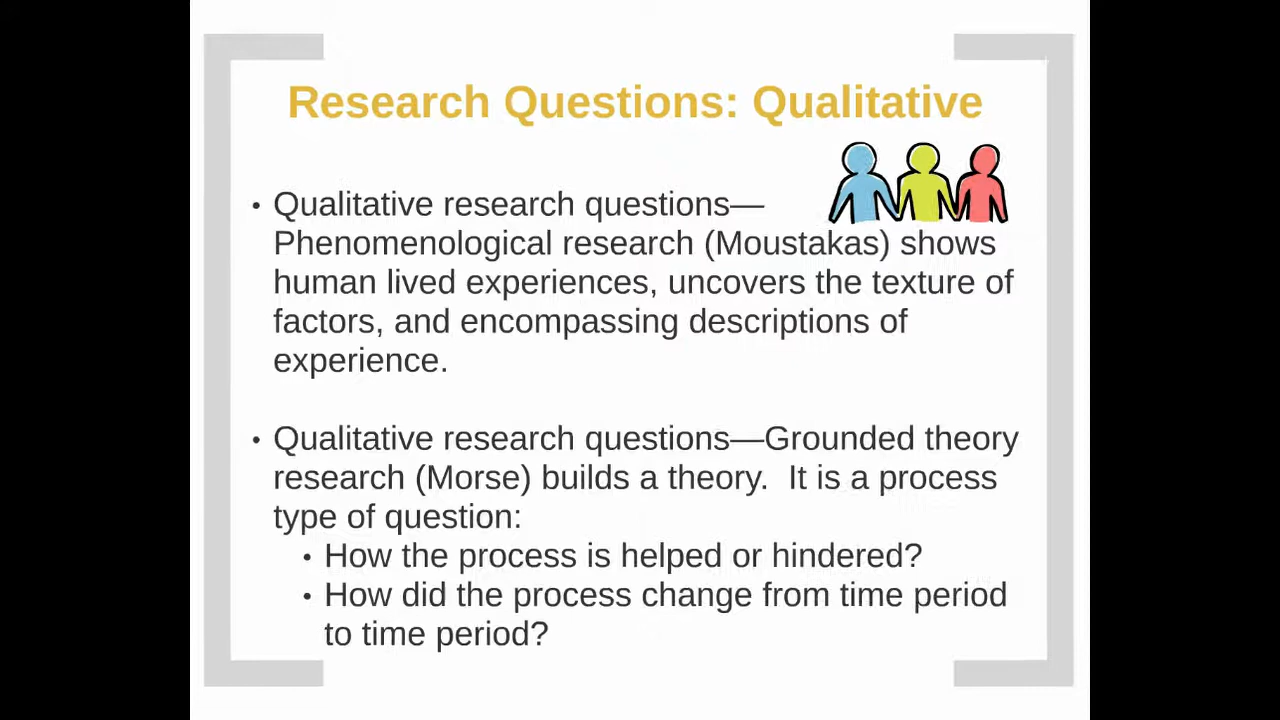 Research Questions: Qualitative
• Qualitative research questions—
Phenomenological research (Moustakas) shows
human lived experiences, uncovers the texture of
factors, and encompassing descriptions of
experience.
• Qualitative research questions—Grounded theory
research (Morse) builds a theory.  It is a process
type of question:
• How the process is helped or hindered?
• How did the process change from time period
to time period?